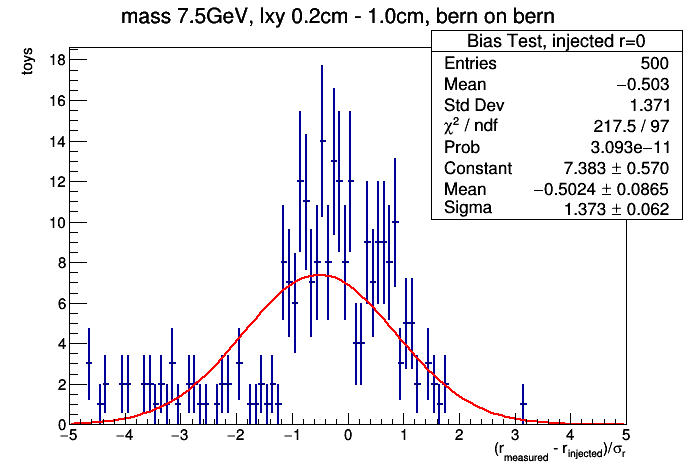 mass 7.5GeV, lxy 0.2cm - 1.0cm, bern on bern
Bias Test, injected r=0
Entries 500
Mean −0.503
Std Dev 1.371
χ² / ndf 217.5 / 97
Prob 3.093e−11
Constant 7.383 ± 0.570
Mean −0.5024 ± 0.0865
Sigma 1.373 ± 0.062
toys
18
16
14
12
10
8
6
4
2
0
−5 −4 −3 −2 −1 0 1 2 3 4 5
(r_measured - r_injected)/σ_r